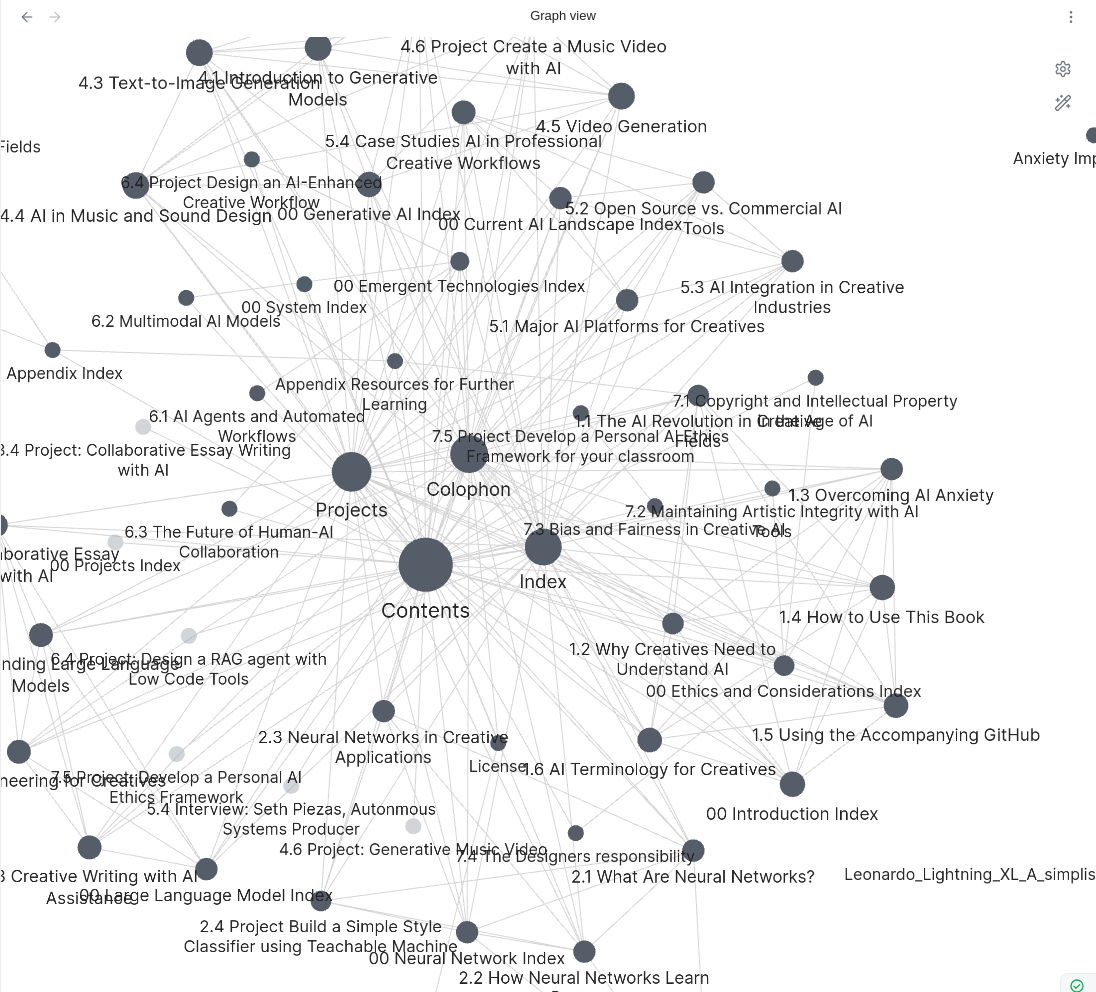 Graph view
4.6 Project Create a Music Video
with AI
4.3 Text-to-Image Generation
4.1 Introduction to Generative
Models
4.5 Video Generation
5.4 Case Studies AI in Professional
Creative Workflows
Fields
Anxiety Imp
6.4 Project Design an AI-Enhanced
Creative Workflow
4.4 AI in Music and Sound Design
00 Generative AI Index
00 Current AI Landscape Index
5.2 Open Source vs. Commercial AI
Tools
00 System Index
00 Emergent Technologies Index
5.3 AI Integration in Creative
Industries
6.2 Multimodal AI Models
5.1 Major AI Platforms for Creatives
Appendix Index
Appendix Resources for Further
Learning
6.1 AI Agents and Automated
Workflows
7.1 Copyright and Intellectual Property
in the Age of AI
1.1 The AI Revolution in Creative
Fields
3.4 Project: Collaborative Essay Writing
with AI
7.5 Project Develop a Personal AI Ethics
Framework for your classroom
Colophon
Projects
1.3 Overcoming AI Anxiety
7.2 Maintaining Artistic Integrity with AI
Tools
6.3 The Future of Human-AI
Collaboration
7.3 Bias and Fairness in Creative AI
aborative Essay
with AI
00 Projects Index
Index
Contents
1.4 How to Use This Book
1.2 Why Creatives Need to
Understand AI
nding Large Language
Models
6.4 Project: Design a RAG agent with
Low Code Tools
00 Ethics and Considerations Index
1.5 Using the Accompanying GitHub
2.3 Neural Networks in Creative
Applications
License
1.6 AI Terminology for Creatives
neering for Creatives
7.5 Project: Develop a Personal AI
Ethics Framework
5.4 Interview: Seth Piezas, Autonmous
Systems Producer
00 Introduction Index
4.6 Project: Generative Music Video
7.4 The Designers responsibility
3 Creative Writing with AI
Assistance
00 Large Language Model Index
2.1 What Are Neural Networks?
Leonardo_Lightning_XL_A_simplis
2.4 Project Build a Simple Style
Classifier using Teachable Machine
00 Neural Network Index
2.2 How Neural Networks Learn